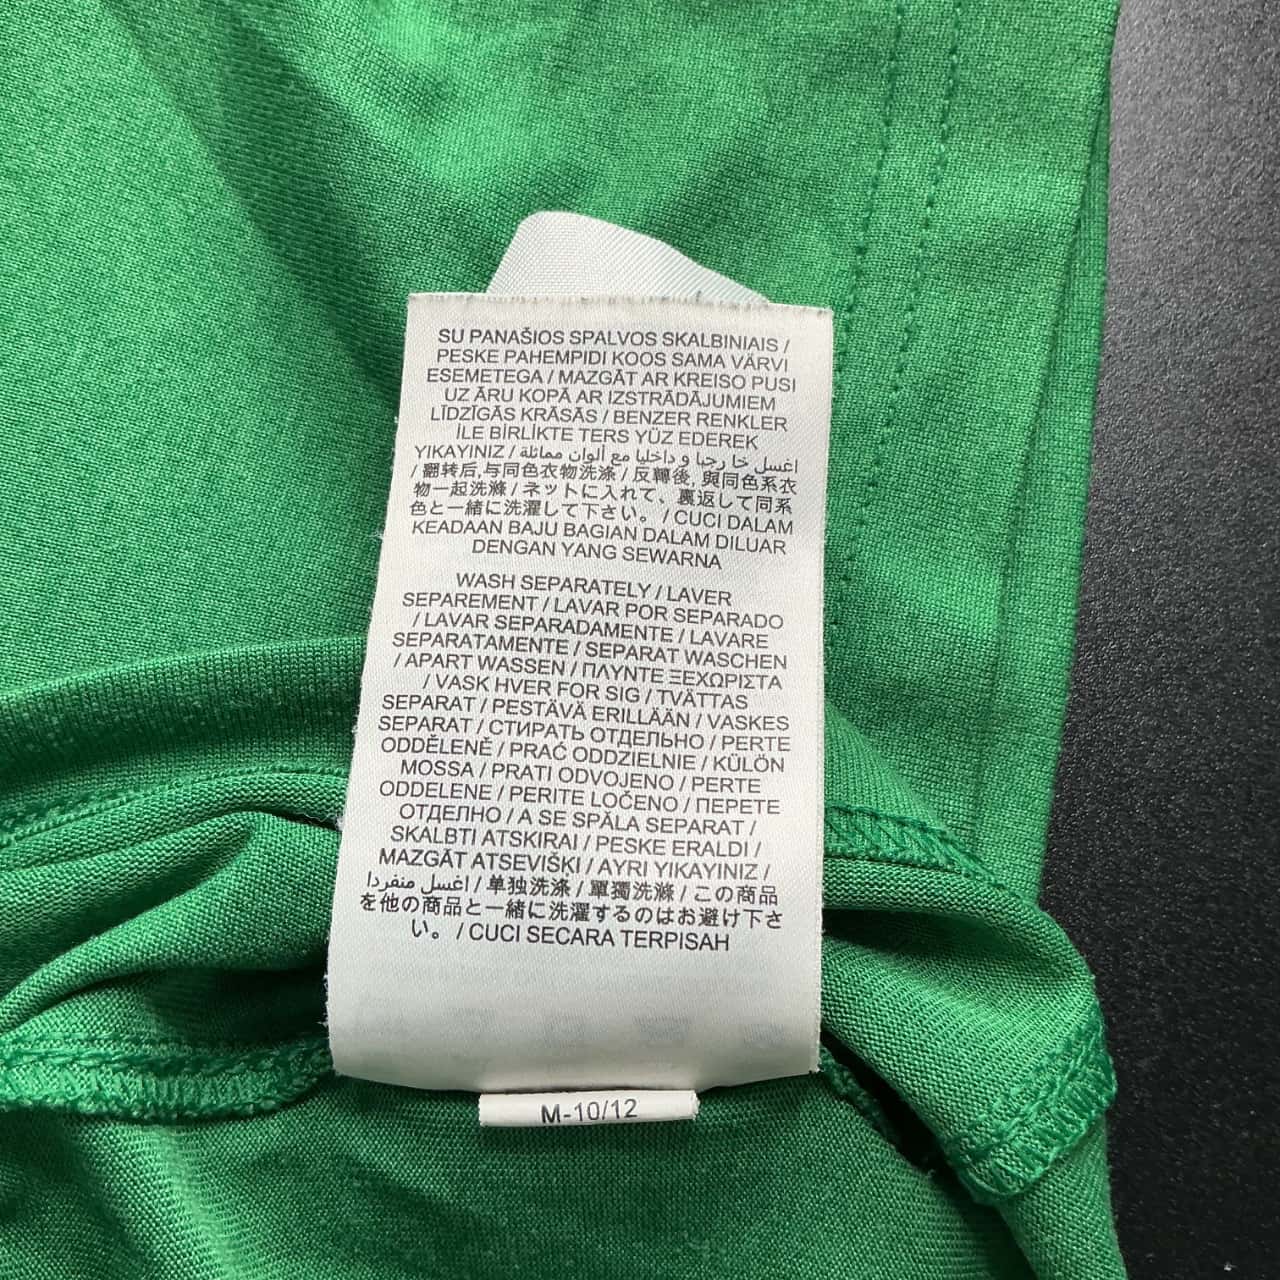 SU PANAŠIOS SPALVOS SKALBINIAIS /
PESKE PAHEMPIDI KOOS SAMA VÄRVI
ESEMETEGA / MAZGĀT AR KREISO PUSI
UZ ĀRU KOPĀ AR IZSTRĀDĀJUMIEM
LĪDZĪGĀS KRĀSĀS / BENZER RENKLER
İLE BİRLİKTE TERS YÜZ EDEREK
YIKAYINIZ / اغسل خارجيا و داخليا مع ألوان مماثلة
/ 翻转后,与同色衣物洗涤 / 反轉後, 與同色系衣
物一起洗滌 / ネットに入れて、裏返して同系
色と一緒に洗濯して下さい。 / CUCI DALAM
KEADAAN BAJU BAGIAN DALAM DILUAR
DENGAN YANG SEWARNA
WASH SEPARATELY / LAVER
SEPAREMENT / LAVAR POR SEPARADO
/ LAVAR SEPARADAMENTE / LAVARE
SEPARATAMENTE / SEPARAT WASCHEN
/ APART WASSEN / ΠΛΥΝΤΕ ΞΕΧΩΡΙΣΤΑ
/ VASK HVER FOR SIG / TVÄTTAS
SEPARAT / PESTÄVÄ ERILLÄÄN / VASKES
SEPARAT / СТИРАТЬ ОТДЕЛЬНО / PERTE
ODDĚLENĚ / PRAĆ ODDZIELNIE / KÜLÖN
MOSSA / PRATI ODVOJENO / PERTE
ODDELENE / PERITE LOČENO / ПЕРЕТЕ
ОТДЕЛНО / A SE SPĂLA SEPARAT /
SKALBTI ATSKIRAI / PESKE ERALDI /
MAZGĀT ATSEVIŠĶI / AYRI YIKAYINIZ /
اغسل منفردا / 单独洗涤 / 單獨洗滌 / この商品
を他の商品と一緒に洗濯するのはお避け下さ
い。 / CUCI SECARA TERPISAH
M-10/12